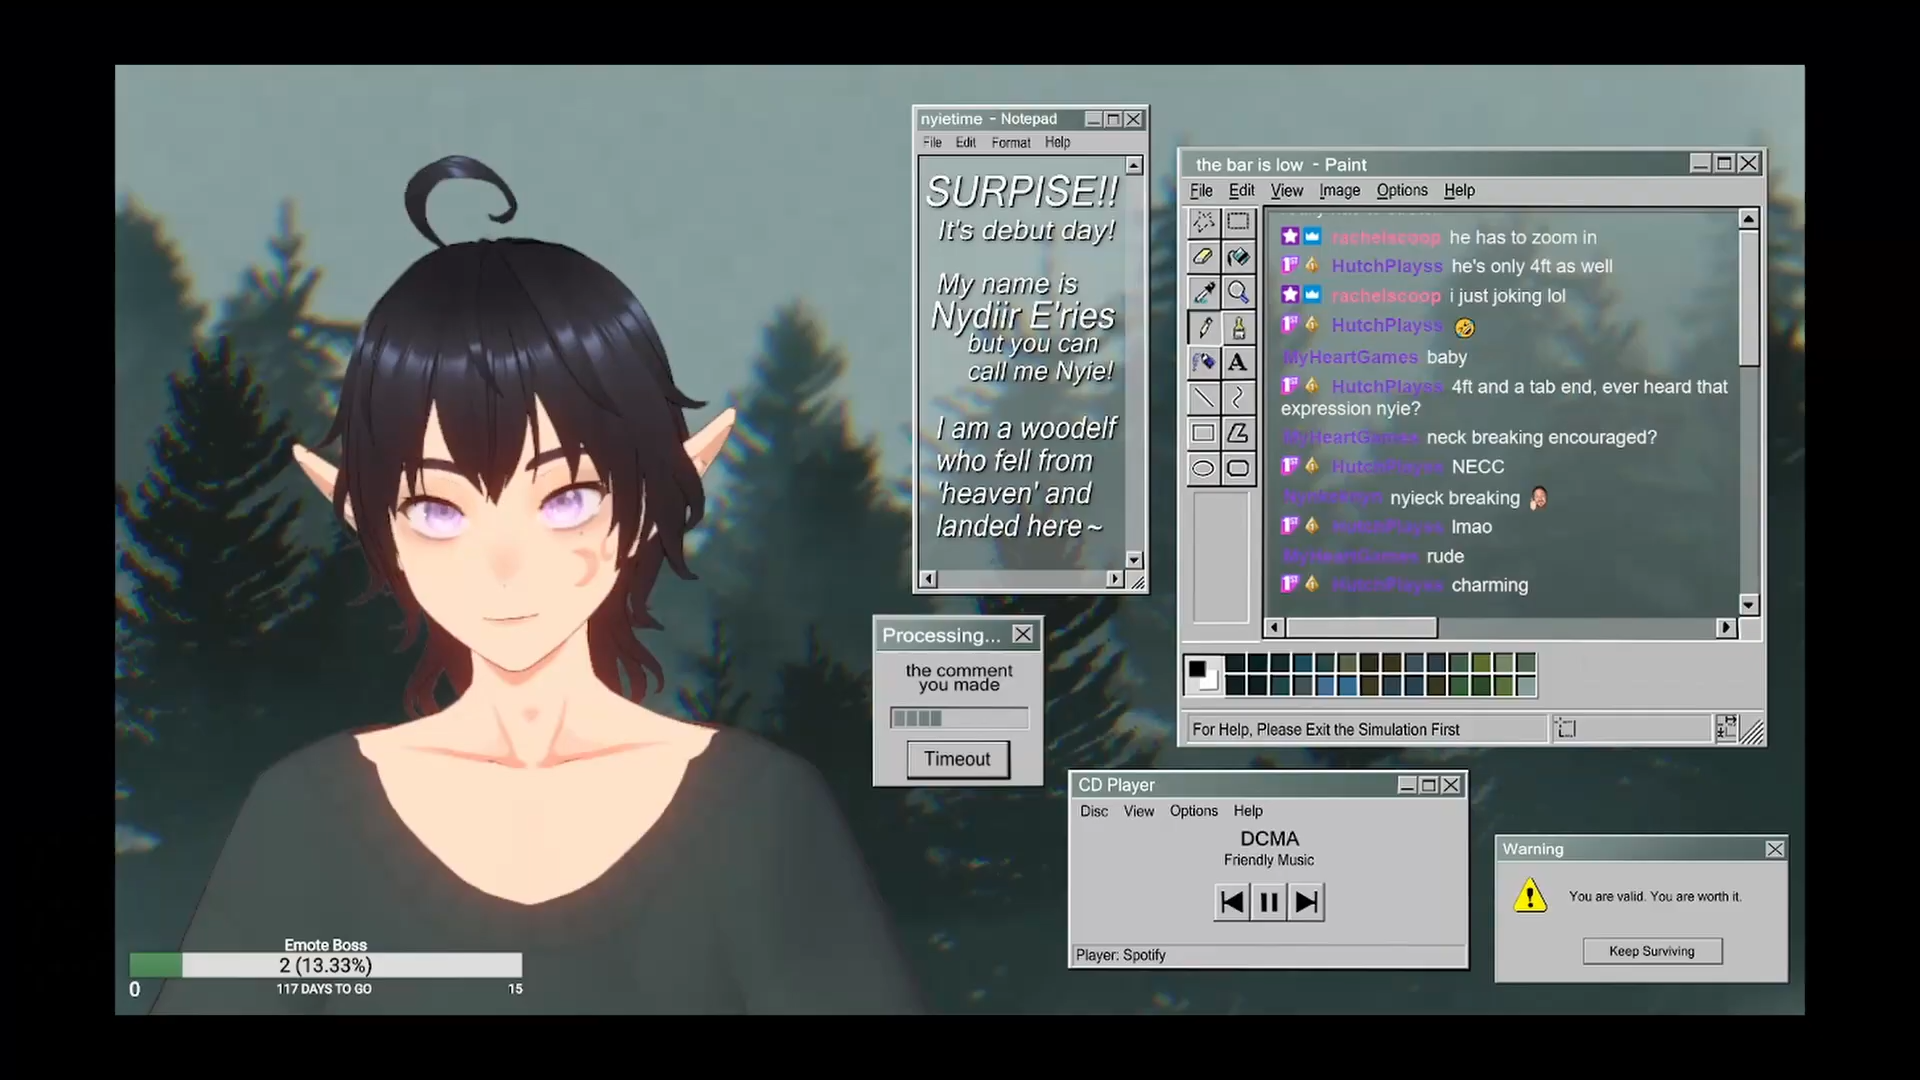 nyietime - Notepad
File Edit Format Help
SURPISE!!
It's debut day!
My name is
Nydiir E'ries
but you can
call me Nyie!
I am a woodelf
who fell from
'heaven' and
landed here ~
the bar is low - Paint
File Edit View Image Options Help
rachelscoop he has to zoom in
HutchPlayss he's only 4ft as well
rachelscoop i just joking lol
HutchPlayss
MyHeartGames baby
HutchPlayss 4ft and a tab end, ever heard that
expression nyie?
MyHeartGames neck breaking encouraged?
HutchPlayss NECC
nyieck breaking
HutchPlayss lmao
MyHeartGames rude
HutchPlayss charming
For Help, Please Exit the Simulation First
Processing...
the comment
you made
Timeout
CD Player
Disc View Options Help
DCMA
Friendly Music
Player: Spotify
Warning
You are valid. You are worth it.
Keep Surviving
Emote Boss
2 (13.33%)
0 117 DAYS TO GO 15